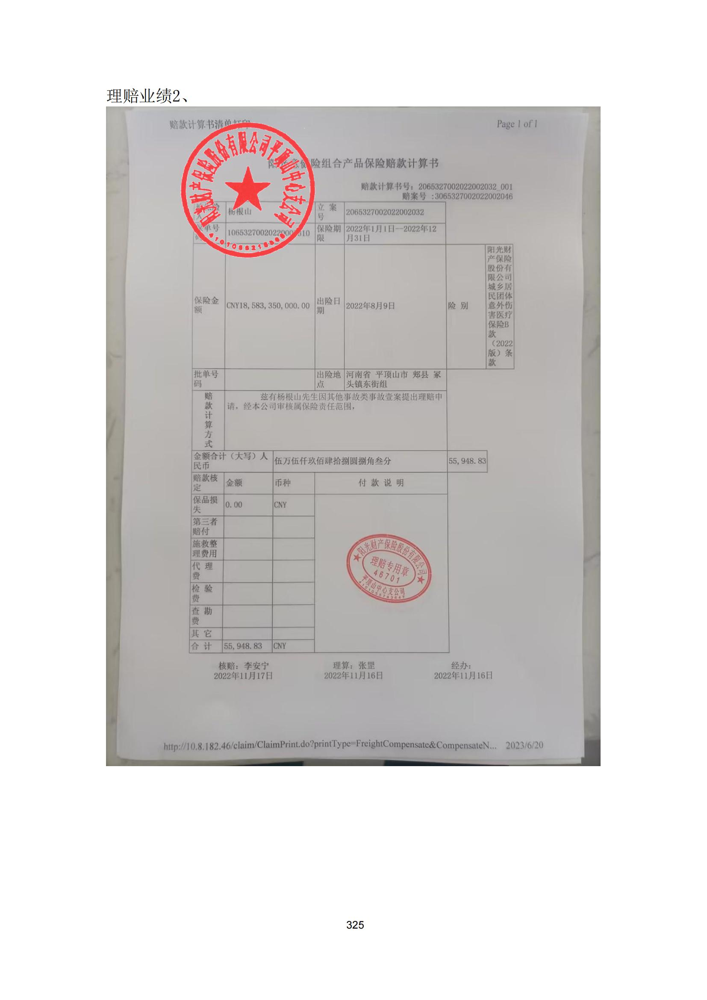 理赔业绩2、
赔款计算书清单打印
Page 1 of 1
险组合产品保险赔款计算书
赔款计算书号: 2065327002022002032_001
赔案号 :3065327002022002046
杨根山
立 案
号
2065327002022002032
保单号
保险期
限
2022年1月1日--2022年12
月31日
保险金
额
CNY18,583,350,000.00
出险日
期
2022年8月9日
险 别
阳光财
产保险
股份有
限公司
城乡居
民团体
意外伤
害医疗
保险B
款
（2022
版）条
款
批单号
码
出险地
点
河南省 平顶山市 郏县 冢
头镇东街组
赔
款
计
算
方
式
兹有杨根山先生因其他事故类事故壹案提出理赔申
请，经本公司审核属保险责任范围，
金额合计（大写）人
民币
伍万伍仟玖佰肆拾捌圆捌角叁分
55,948.83
赔款核
定
金额
币种
付 款 说 明
保品损
失
0.00
CNY
第三者
赔付
施救整
理费用
代 理
费
检 验
费
查 勘
费
其 它
合 计
55,948.83
CNY
阳光财产保险股份有限公司平顶山中心支公司
阳光财产保险股份有限公司
理赔专用章
46701
平顶山中心支公司
核赔: 李安宁
理算: 张罡
经办:
2022年11月17日
2022年11月16日
2022年11月16日
http://10.8.182.46/claim/ClaimPrint.do?printType=FreightCompensate&CompensateN...
2023/6/20
325